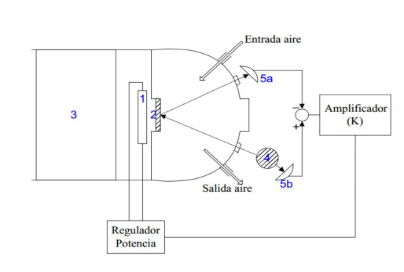 Entrada aire
5a
1
3
2
−
+
Amplificador
(K)
4
5b
Salida aire
Regulador
Potencia